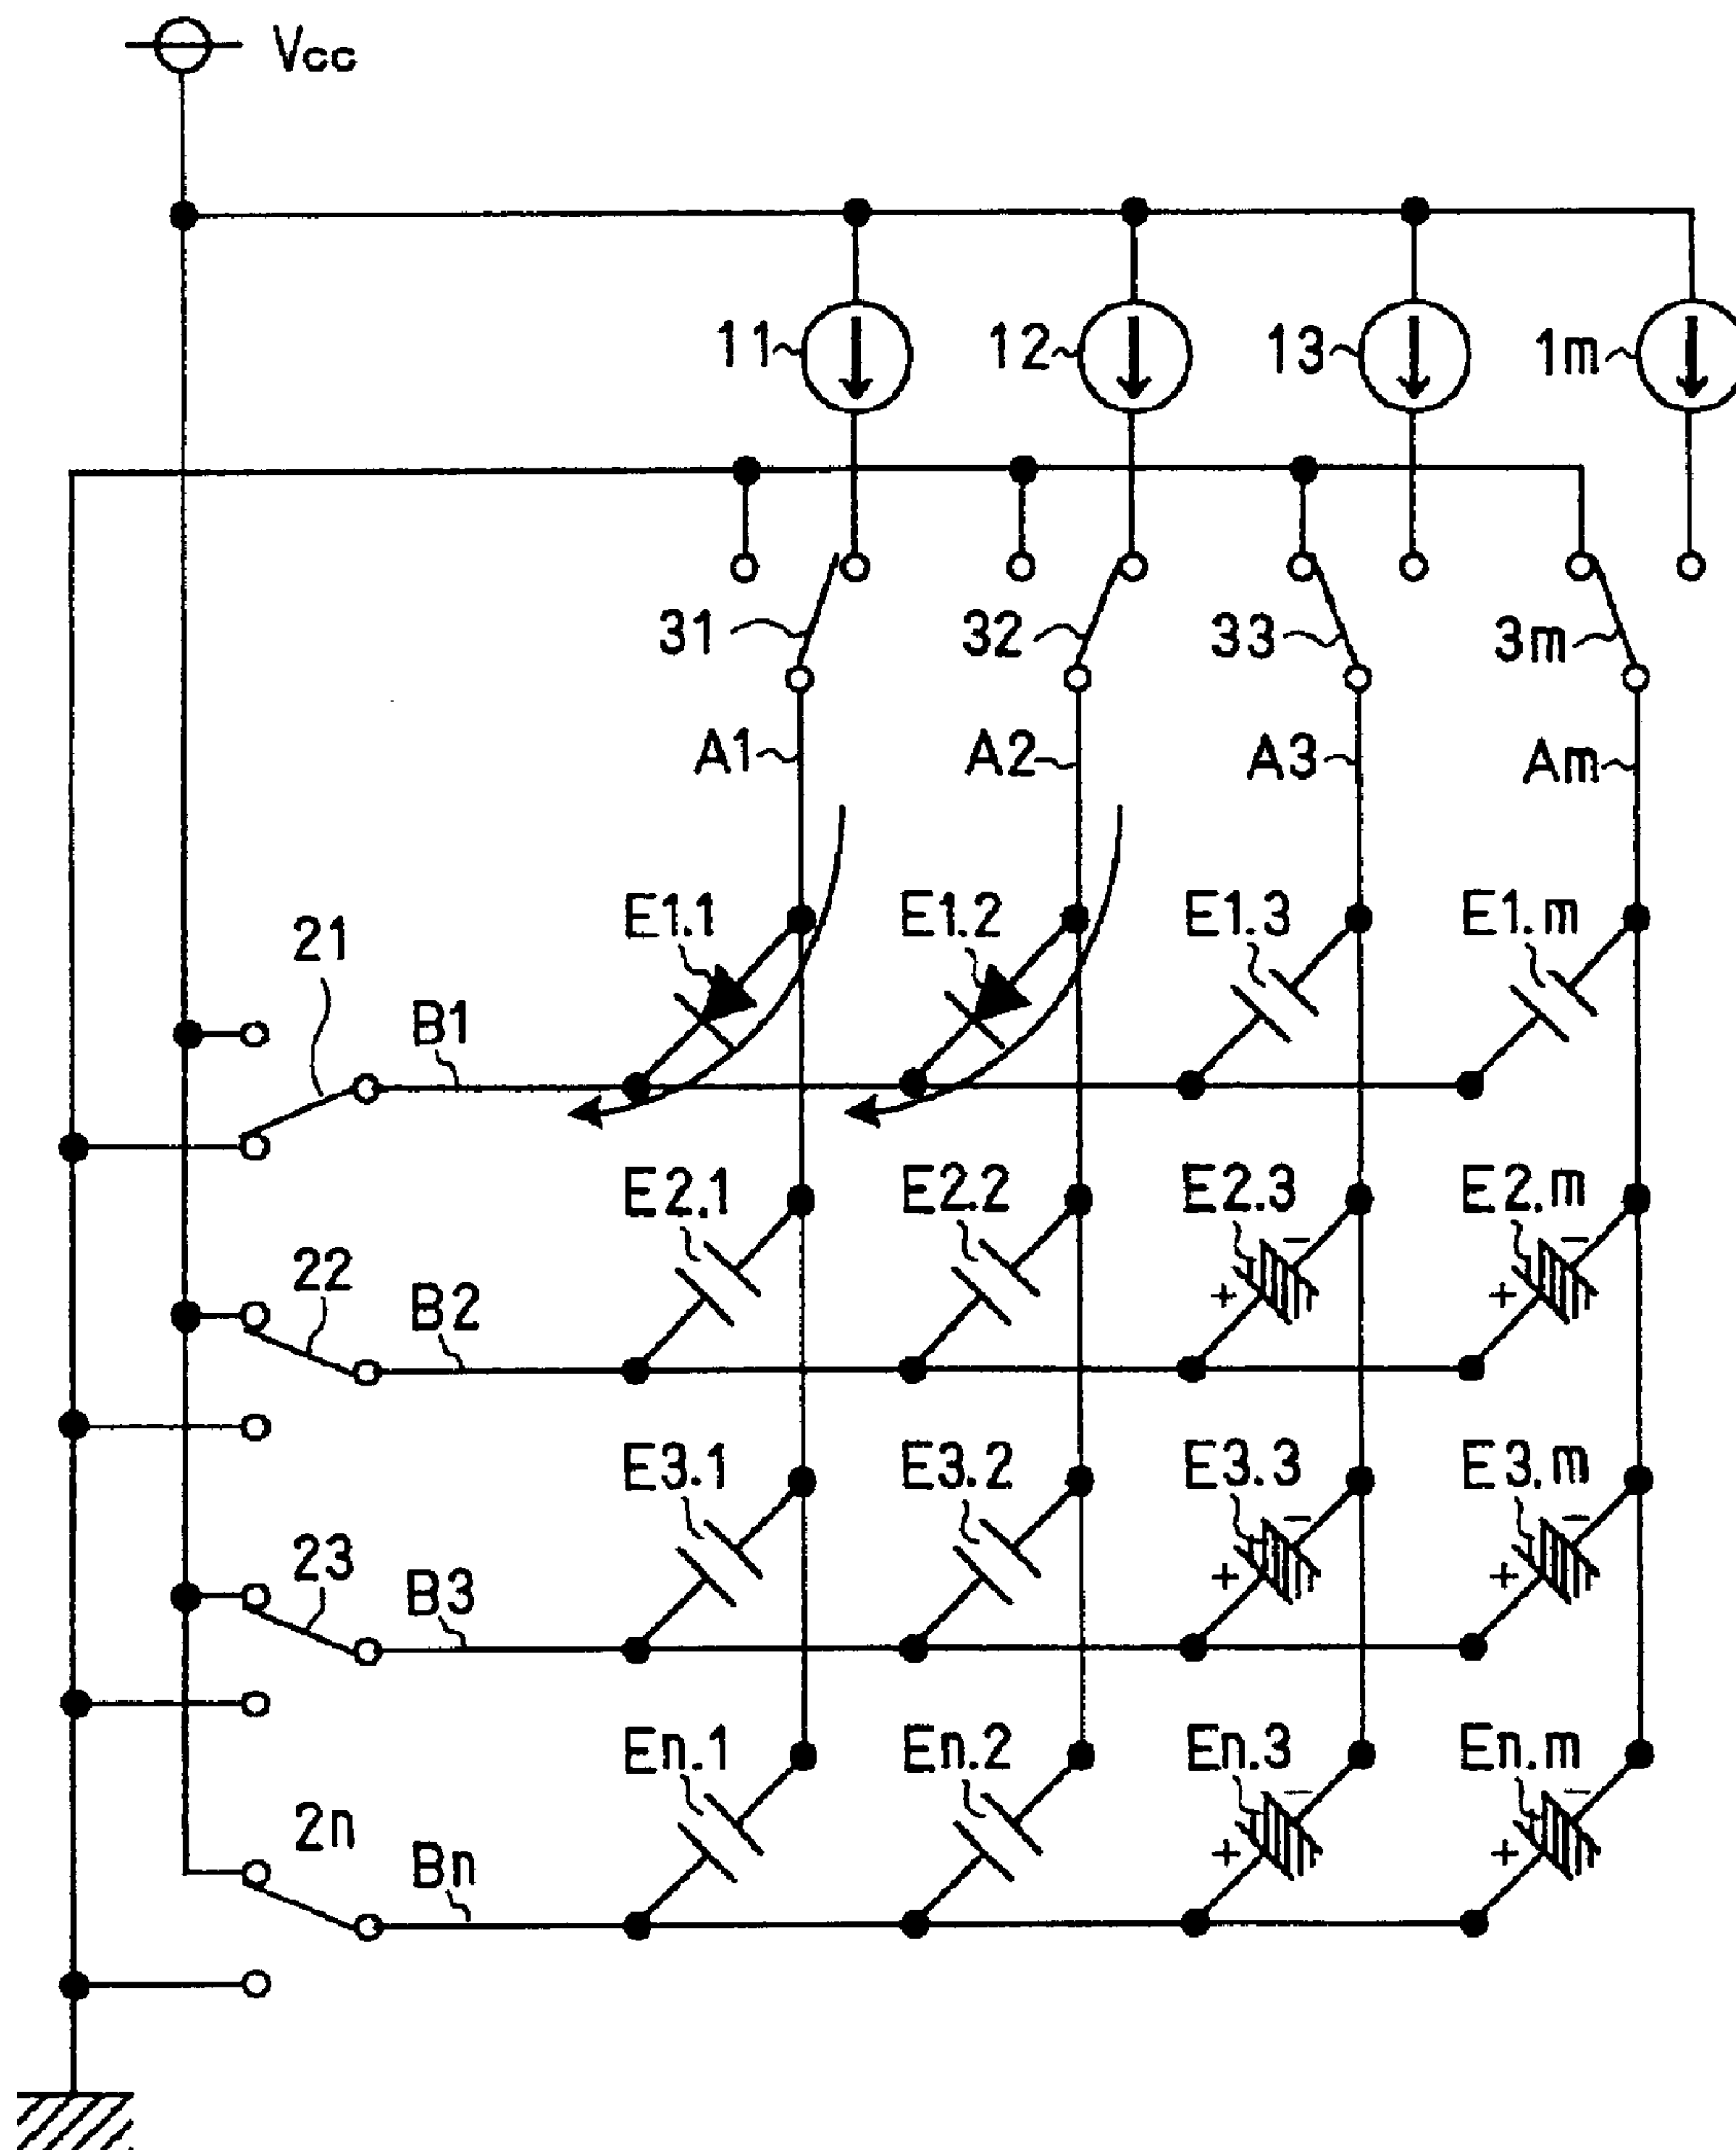 Vcc
11 12 13 1m
31 32 33 3m
A1 A2 A3 Am
E1.1 E1.2 E1.3 E1.m
21 B1
E2.1 E2.2 E2.3 E2.m
22 B2
− −
+ +
E3.1 E3.2 E3.3 E3.m
23 B3
− −
+ +
En.1 En.2 En.3 En.m
2n Bn
− −
+ +